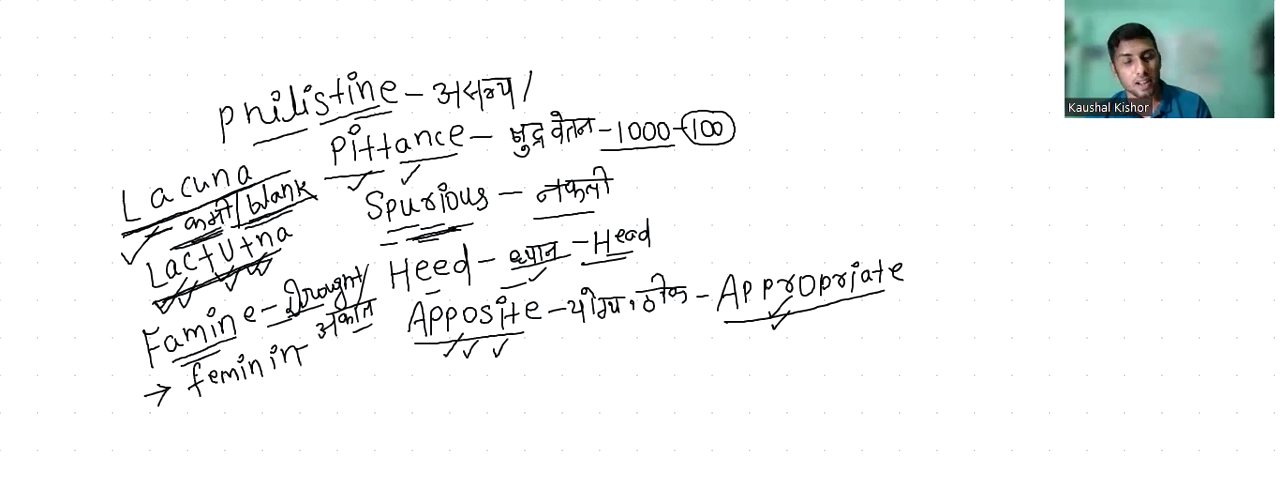 Philistine – असभ्य।
Pittance – क्षुद्र वेतन – 1000 – 100
Lacuna
कमी/blank
Spurious – नकली
Lactutna
Heed – ध्यान – Head
Famine – Drought/
अकाल
Apposite – योग्य, ठीक – Appropriate
→ feminin
Kaushal Kishor